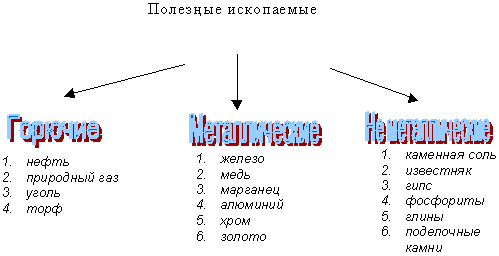 Полезные ископаемые
Горючие
1. нефть
2. природный газ
3. уголь
4. торф
Металлические
1. железо
2. медь
3. марганец
4. алюминий
5. хром
6. золото
Не металлические
1. каменная соль
2. известняк
3. гипс
4. фосфориты
5. глины
6. поделочные
камни